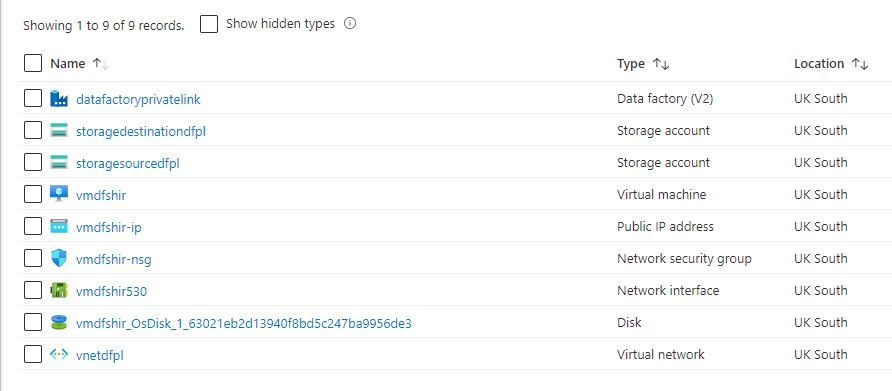 Showing 1 to 9 of 9 records. Show hidden types
Name Type Location
datafactoryprivatelink Data factory (V2) UK South
storagedestinationdfpl Storage account UK South
storagesourcedfpl Storage account UK South
vmdfshir Virtual machine UK South
vmdfshir-ip Public IP address UK South
vmdfshir-nsg Network security group UK South
vmdfshir530 Network interface UK South
vmdfshir_OsDisk_1_63021eb2d13940f8bd5c247ba9956de3 Disk UK South
vnetdfpl Virtual network UK South